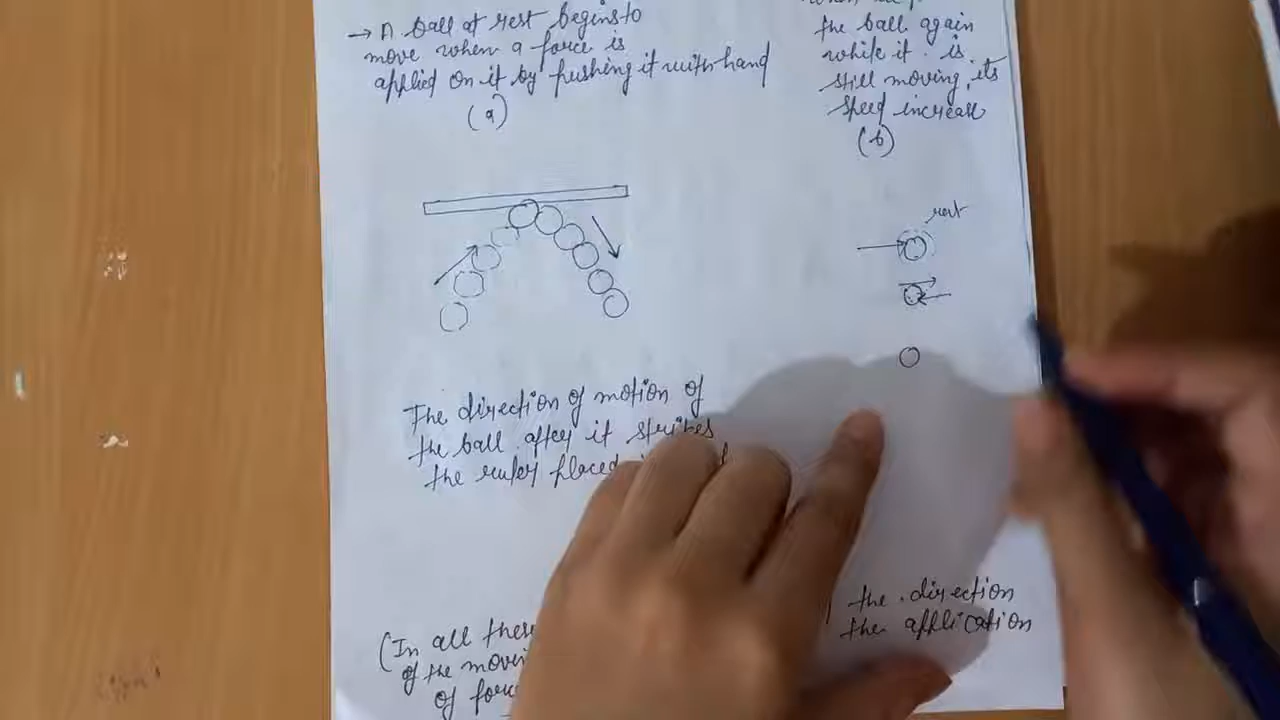 → A ball at rest begins to
move when a force is
applied on it by pushing it with hand
(a)
the ball again
while it is
still moving, its
speed increase
(b)
rest
The direction of motion of
the ball after it strikes
the ruler placed
(In all these
of the movin
of force
the direction
the application